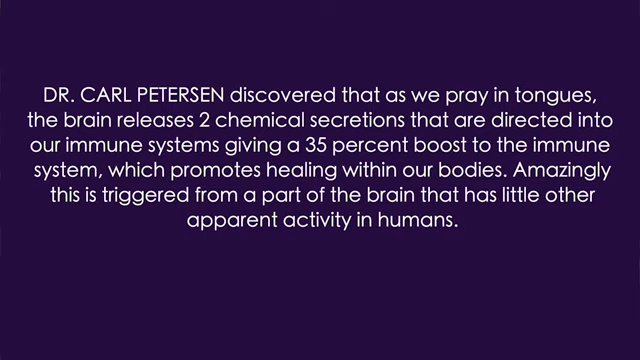 DR. CARL PETERSEN discovered that as we pray in tongues,
the brain releases 2 chemical secretions that are directed into
our immune systems giving a 35 percent boost to the immune
system, which promotes healing within our bodies. Amazingly
this is triggered from a part of the brain that has little other
apparent activity in humans.